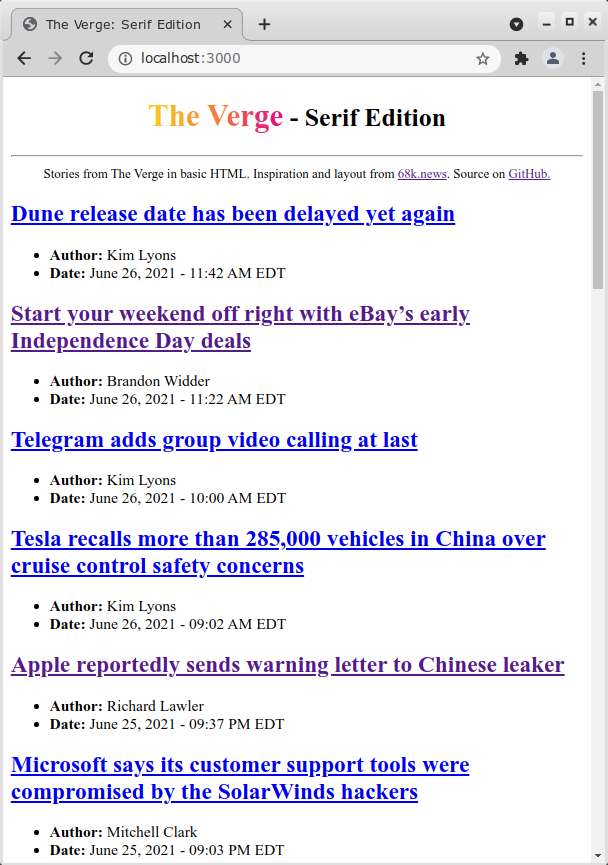 The Verge: Serif Edition
localhost:3000
The Verge - Serif Edition
Stories from The Verge in basic HTML. Inspiration and layout from 68k.news. Source on GitHub.
Dune release date has been delayed yet again
Author: Kim Lyons
Date: June 26, 2021 - 11:42 AM EDT
Start your weekend off right with eBay’s early
Independence Day deals
Author: Brandon Widder
Date: June 26, 2021 - 11:22 AM EDT
Telegram adds group video calling at last
Author: Kim Lyons
Date: June 26, 2021 - 10:00 AM EDT
Tesla recalls more than 285,000 vehicles in China over
cruise control safety concerns
Author: Kim Lyons
Date: June 26, 2021 - 09:02 AM EDT
Apple reportedly sends warning letter to Chinese leaker
Author: Richard Lawler
Date: June 25, 2021 - 09:37 PM EDT
Microsoft says its customer support tools were
compromised by the SolarWinds hackers
Author: Mitchell Clark
Date: June 25, 2021 - 09:03 PM EDT